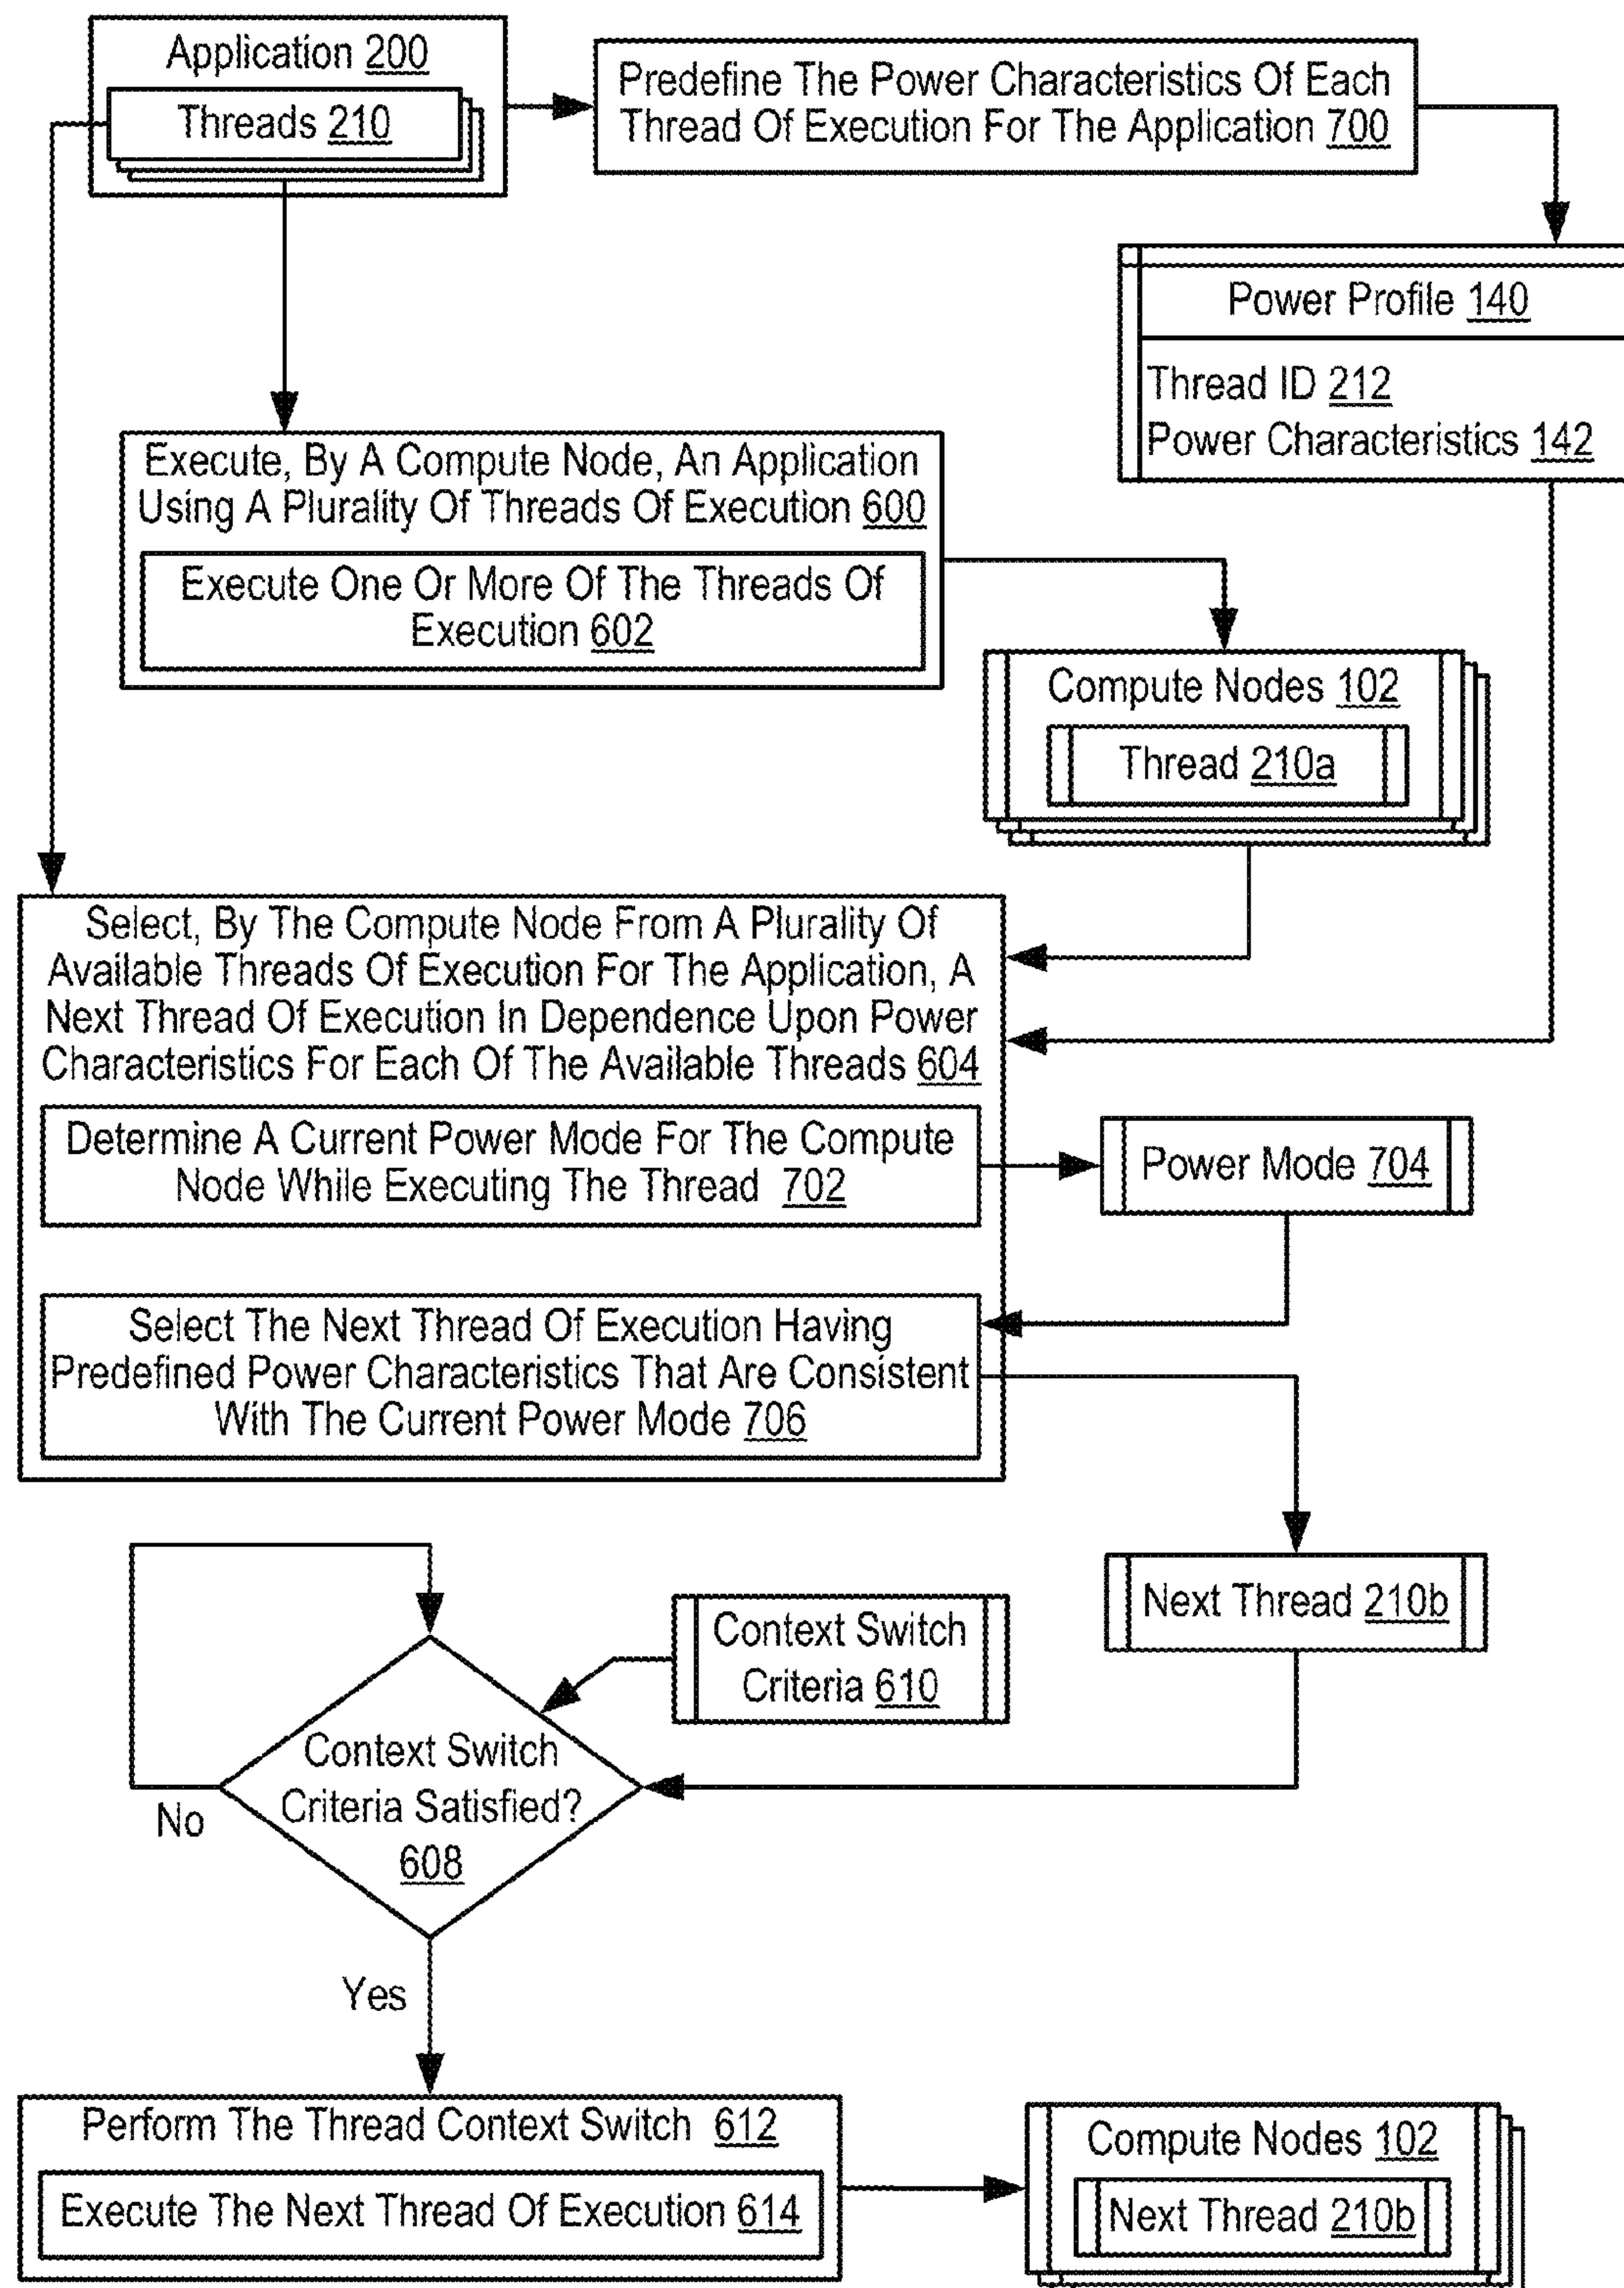 Application 200
Threads 210
Predefine The Power Characteristics Of Each
Thread Of Execution For The Application 700
Power Profile 140
Thread ID 212
Power Characteristics 142
Execute, By A Compute Node, An Application
Using A Plurality Of Threads Of Execution 600
Execute One Or More Of The Threads Of
Execution 602
Compute Nodes 102
Thread 210a
Select, By The Compute Node From A Plurality Of
Available Threads Of Execution For The Application, A
Next Thread Of Execution In Dependence Upon Power
Characteristics For Each Of The Available Threads 604
Determine A Current Power Mode For The Compute
Node While Executing The Thread 702
Power Mode 704
Select The Next Thread Of Execution Having
Predefined Power Characteristics That Are Consistent
With The Current Power Mode 706
Next Thread 210b
Context Switch
Criteria 610
Context Switch
Criteria Satisfied?
608
No
Yes
Perform The Thread Context Switch 612
Execute The Next Thread Of Execution 614
Compute Nodes 102
Next Thread 210b